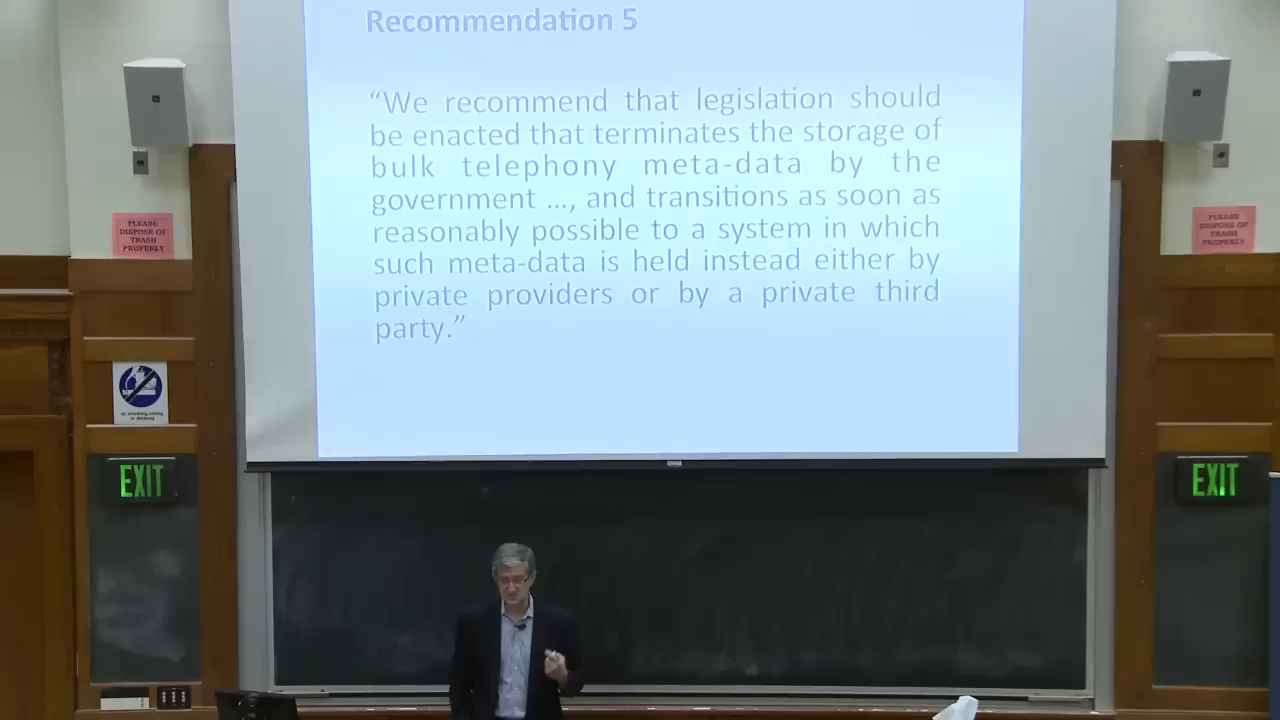 Recommendation 5
“We recommend that legislation should
be enacted that terminates the storage of
bulk telephony meta-data by the
government ..., and transitions as soon as
reasonably possible to a system in which
such meta-data is held instead either by
private providers or by a private third
party.”
PLEASE
DISPOSE OF
TRASH
PROPERLY
PLEASE
DISPOSE OF
TRASH
PROPERLY
EXIT
EXIT